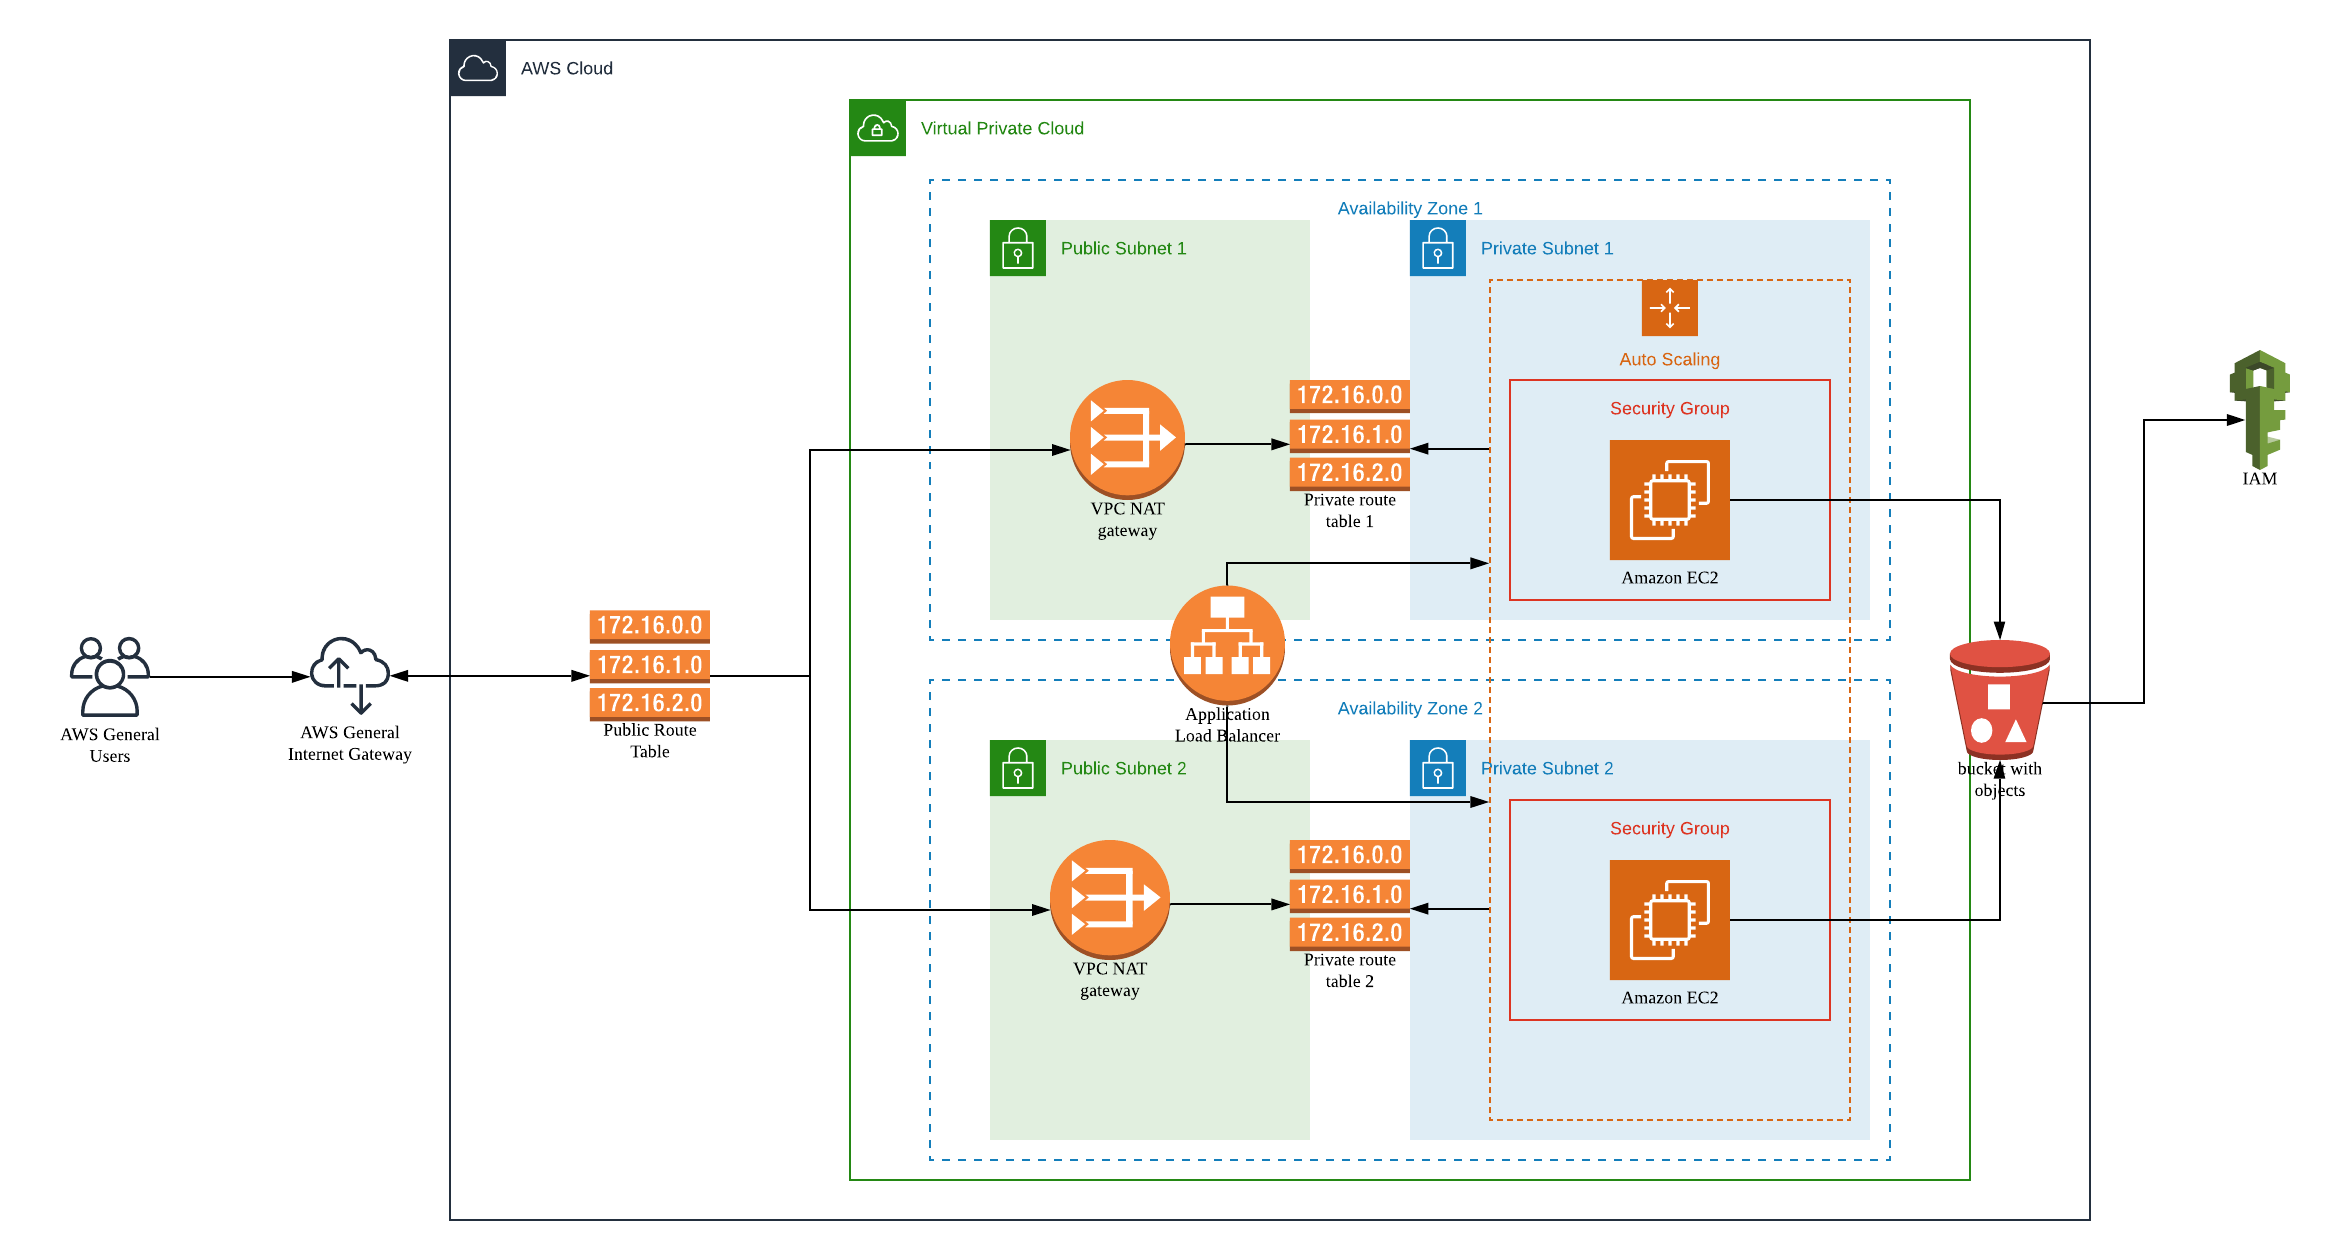 AWS Cloud
Virtual Private Cloud
Availability Zone 1
Public Subnet 1
Private Subnet 1
Auto Scaling
172.16.0.0
172.16.1.0
172.16.2.0
Private route
table 1
Security Group
Amazon EC2
VPC NAT
gateway
IAM
172.16.0.0
172.16.1.0
172.16.2.0
Public Route
Table
AWS General
Users
AWS General
Internet Gateway
Application
Load Balancer
Availability Zone 2
Public Subnet 2
Private Subnet 2
bucket with
objects
Security Group
172.16.0.0
172.16.1.0
172.16.2.0
Private route
table 2
VPC NAT
gateway
Amazon EC2